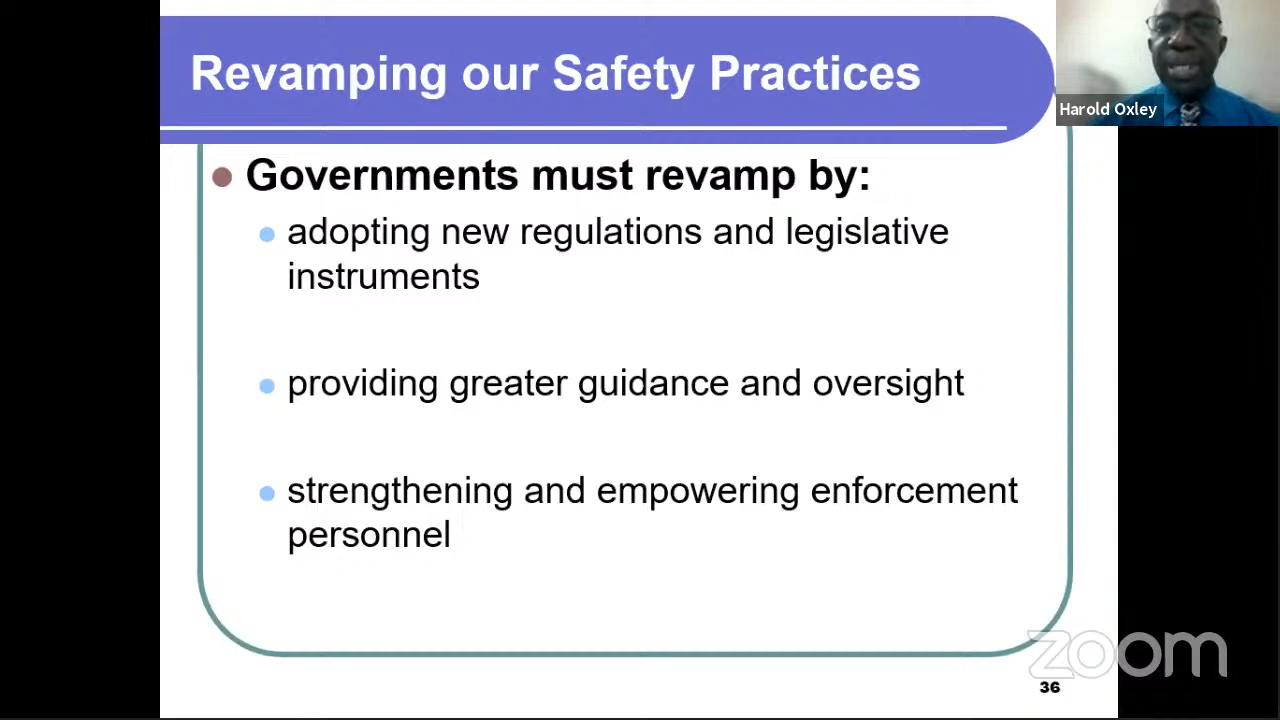 Revamping our Safety Practices
Harold Oxley
Governments must revamp by:
adopting new regulations and legislative
instruments
providing greater guidance and oversight
strengthening and empowering enforcement
personnel
zoom
36